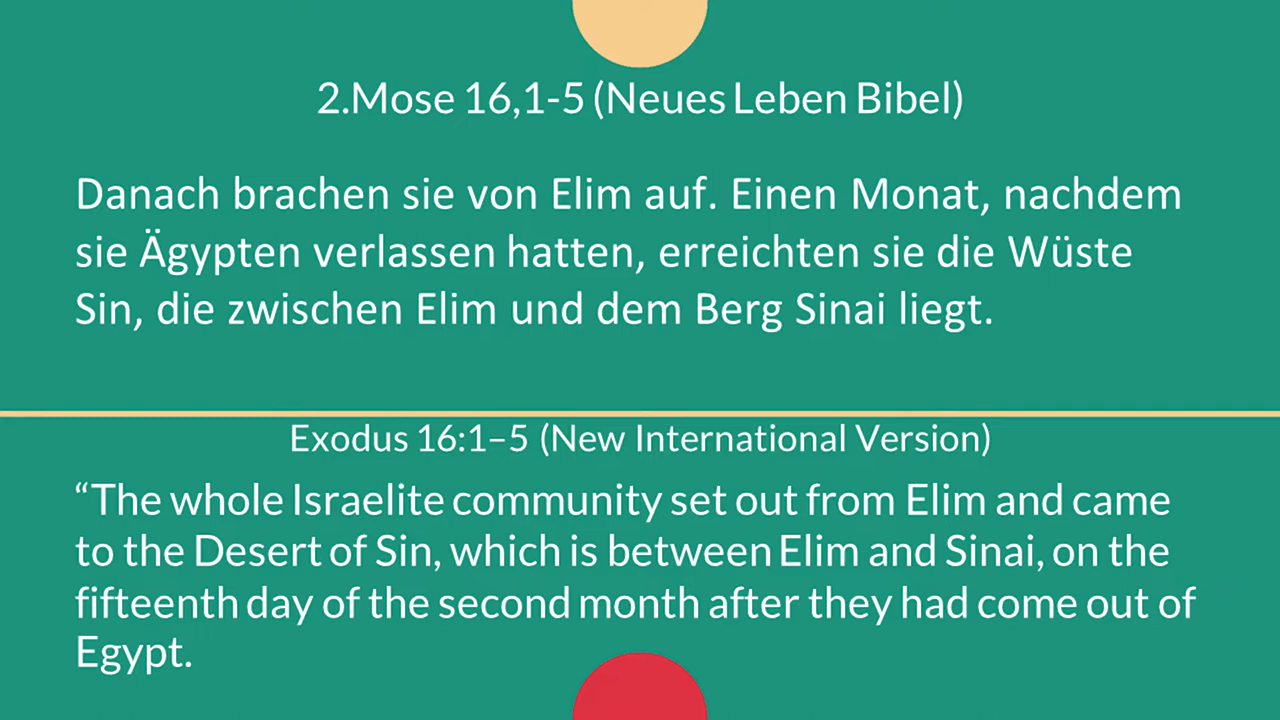 2.Mose 16,1-5 (Neues Leben Bibel)
Danach brachen sie von Elim auf. Einen Monat, nachdem
sie Ägypten verlassen hatten, erreichten sie die Wüste
Sin, die zwischen Elim und dem Berg Sinai liegt.
Exodus 16:1–5 (New International Version)
“The whole Israelite community set out from Elim and came
to the Desert of Sin, which is between Elim and Sinai, on the
fifteenth day of the second month after they had come out of
Egypt.